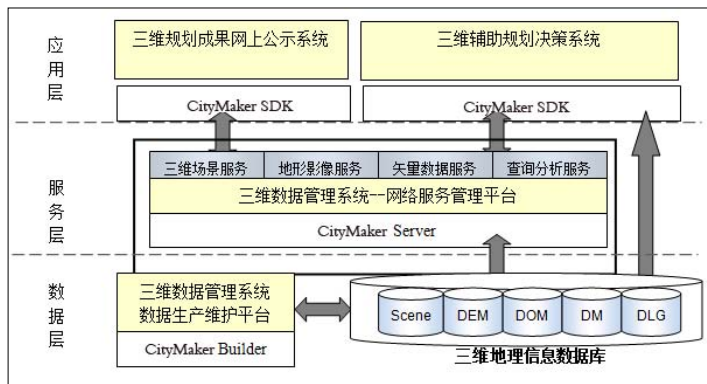 应用层
三维规划成果网上公示系统
三维辅助规划决策系统
CityMaker SDK
CityMaker SDK
服务层
三维场景服务
地形影像服务
矢量数据服务
查询分析服务
三维数据管理系统--网络服务管理平台
CityMaker Server
数据层
三维数据管理系统
数据生产维护平台
CityMaker Builder
Scene
DEM
DOM
DM
DLG
三维地理信息数据库